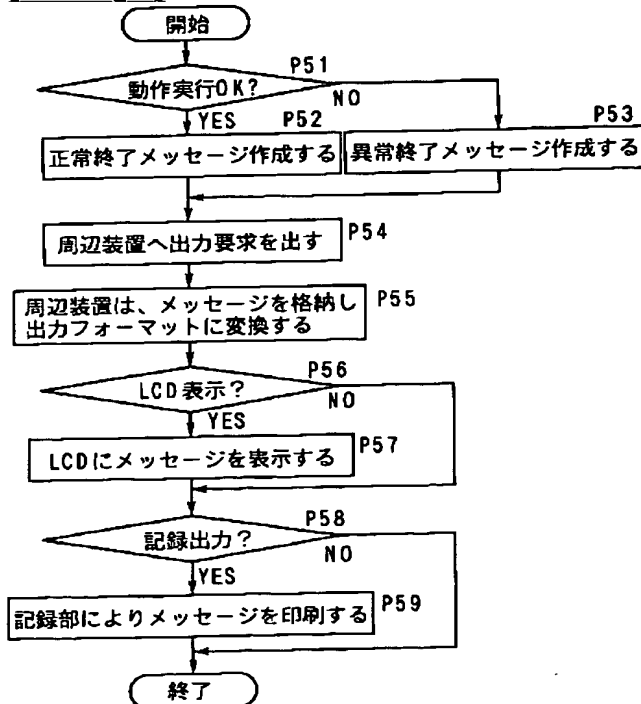 開始
P51
動作実行OK?
NO
YES
P52
P53
正常終了メッセージ作成する
異常終了メッセージ作成する
周辺装置へ出力要求を出す
P54
周辺装置は、メッセージを格納し
出力フォーマットに変換する
P55
P56
LCD表示?
NO
YES
LCDにメッセージを表示する
P57
P58
記録出力?
NO
YES
記録部によりメッセージを印刷する
P59
終了